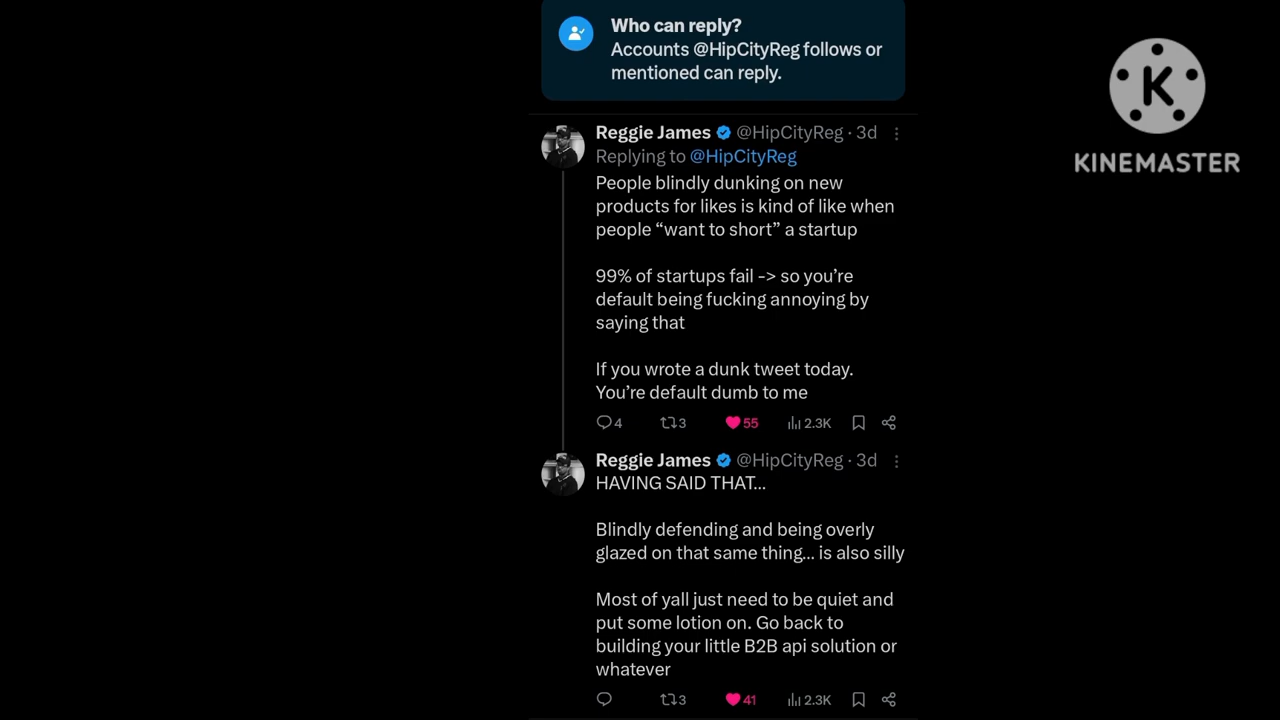 Who can reply?
Accounts @HipCityReg follows or
mentioned can reply.
K
KINEMASTER
Reggie James @HipCityReg · 3d
Replying to @HipCityReg
People blindly dunking on new
products for likes is kind of like when
people “want to short” a startup
99% of startups fail -> so you’re
default being fucking annoying by
saying that
If you wrote a dunk tweet today.
You’re default dumb to me
4 3 55 2.3K
Reggie James @HipCityReg · 3d
HAVING SAID THAT...
Blindly defending and being overly
glazed on that same thing... is also silly
Most of yall just need to be quiet and
put some lotion on. Go back to
building your little B2B api solution or
whatever
3 41 2.3K